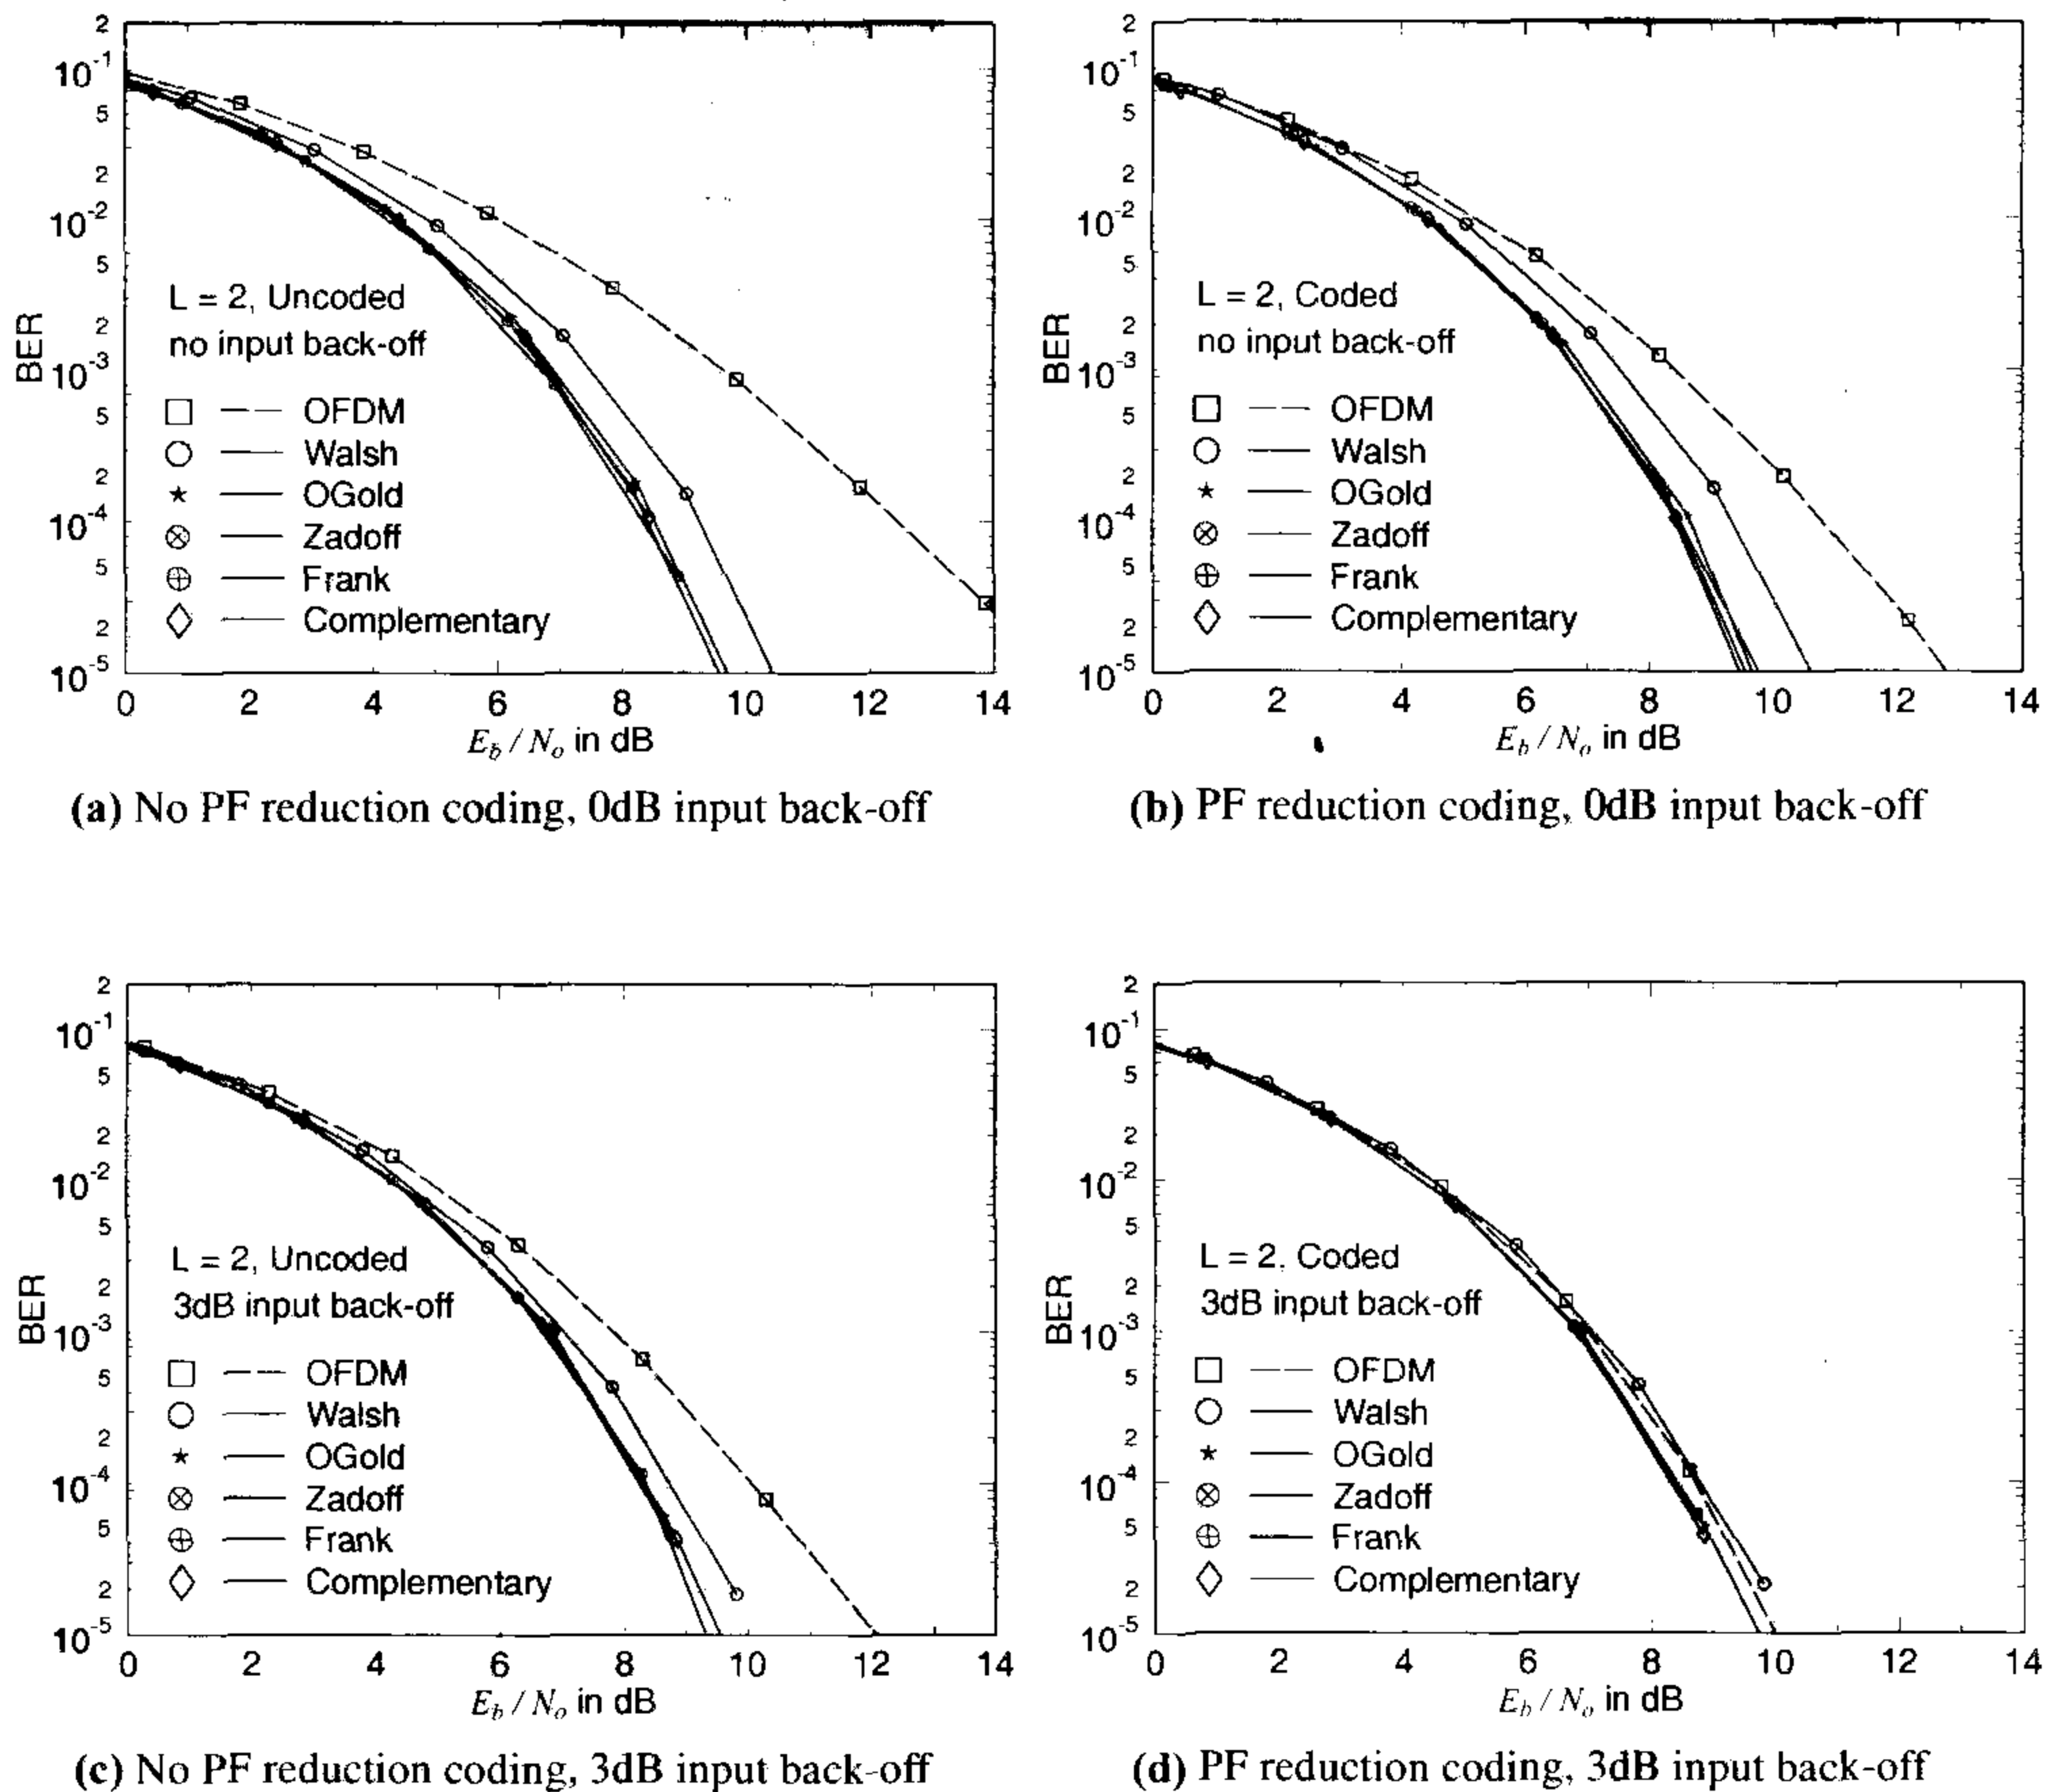 2
10-1
5
2
10-2
5
2
10-3
5
2
10-4
5
2
10-5
BER
L = 2, Uncoded
no input back-off
OFDM
Walsh
OGold
Zadoff
Frank
Complementary
0 2 4 6 8 10 12 14
Eb / No in dB
(a) No PF reduction coding, 0dB input back-off
2
10-1
5
2
10-2
5
2
10-3
5
2
10-4
5
2
10-5
BER
L = 2, Coded
no input back-off
OFDM
Walsh
OGold
Zadoff
Frank
Complementary
0 2 4 6 8 10 12 14
Eb / No in dB
(b) PF reduction coding, 0dB input back-off
2
10-1
5
2
10-2
5
2
10-3
5
2
10-4
5
2
10-5
BER
L = 2, Uncoded
3dB input back-off
OFDM
Walsh
OGold
Zadoff
Frank
Complementary
0 2 4 6 8 10 12 14
Eb / No in dB
(c) No PF reduction coding, 3dB input back-off
2
10-1
5
2
10-2
5
2
10-3
5
2
10-4
5
2
10-5
BER
L = 2, Coded
3dB input back-off
OFDM
Walsh
OGold
Zadoff
Frank
Complementary
0 2 4 6 8 10 12 14
Eb / No in dB
(d) PF reduction coding, 3dB input back-off